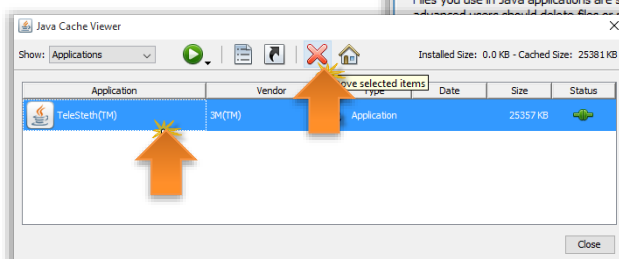 Files you use in Java applications are
advanced users should delete files or
Java Cache Viewer
Show: Applications
Installed Size: 0.0 KB - Cached Size: 25381 KB
selected items
Application Vendor Type Date Size Status
TeleSteth(TM) 3M(TM) Application 25357 KB
Close